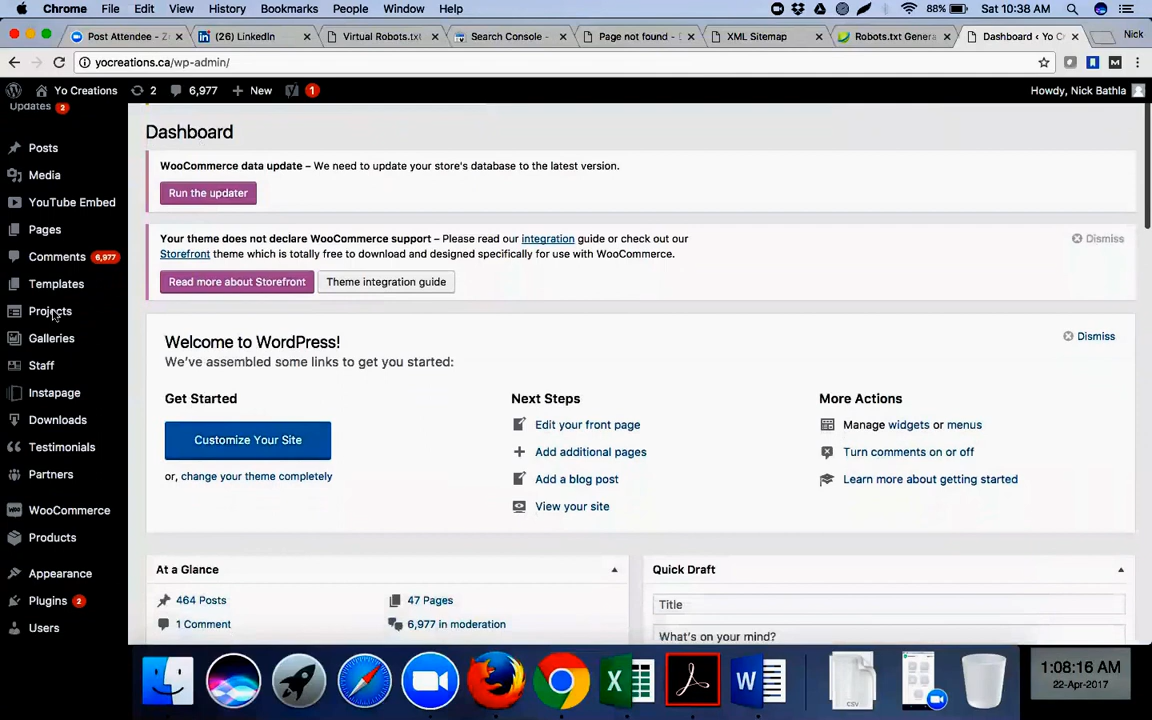 Chrome File Edit View History Bookmarks People Window Help 88% Sat 10:38 AM
Post Attendee - Z LinkedIn (26) LinkedIn Virtual Robots.txt Search Console - Page not found - XML Sitemap Robots.txt Genera Dashboard ‹ Yo C Nick
yocreations.ca/wp-admin/
Yo Creations 2 6,977 + New 1 Howdy, Nick Bathla
Updates 2
Posts
Media
YouTube Embed
Pages
Comments 6,977
Templates
Projects
Galleries
Staff
Instapage
Downloads
Testimonials
Partners
WooCommerce
Products
Appearance
Plugins 2
Users
Dashboard
WooCommerce data update – We need to update your store's database to the latest version.
Run the updater
Your theme does not declare WooCommerce support – Please read our integration guide or check out our
Storefront theme which is totally free to download and designed specifically for use with WooCommerce.
Dismiss
Read more about Storefront Theme integration guide
Welcome to WordPress!
Dismiss
We've assembled some links to get you started:
Get Started
Customize Your Site
or, change your theme completely
Next Steps
Edit your front page
Add additional pages
Add a blog post
View your site
More Actions
Manage widgets or menus
Turn comments on or off
Learn more about getting started
At a Glance
464 Posts 47 Pages
1 Comment 6,977 in moderation
Quick Draft
Title
What's on your mind?
CSV
1:08:16 AM
22-Apr-2017